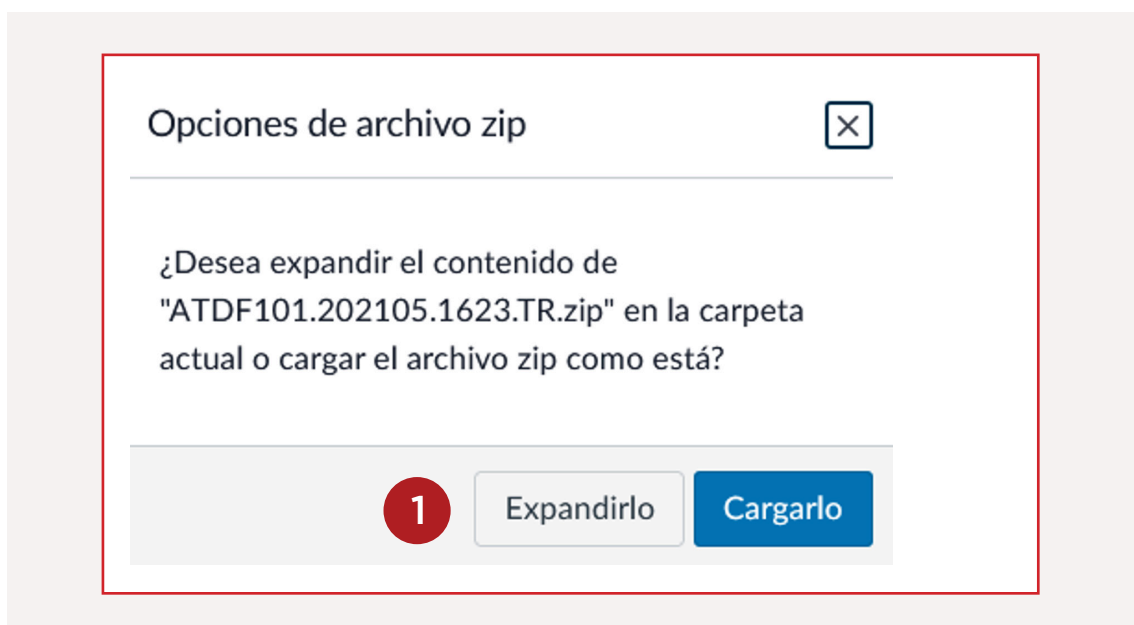 Opciones de archivo zip
¿Desea expandir el contenido de
"ATDF101.202105.1623.TR.zip" en la carpeta
actual o cargar el archivo zip como está?
1 Expandirlo Cargarlo